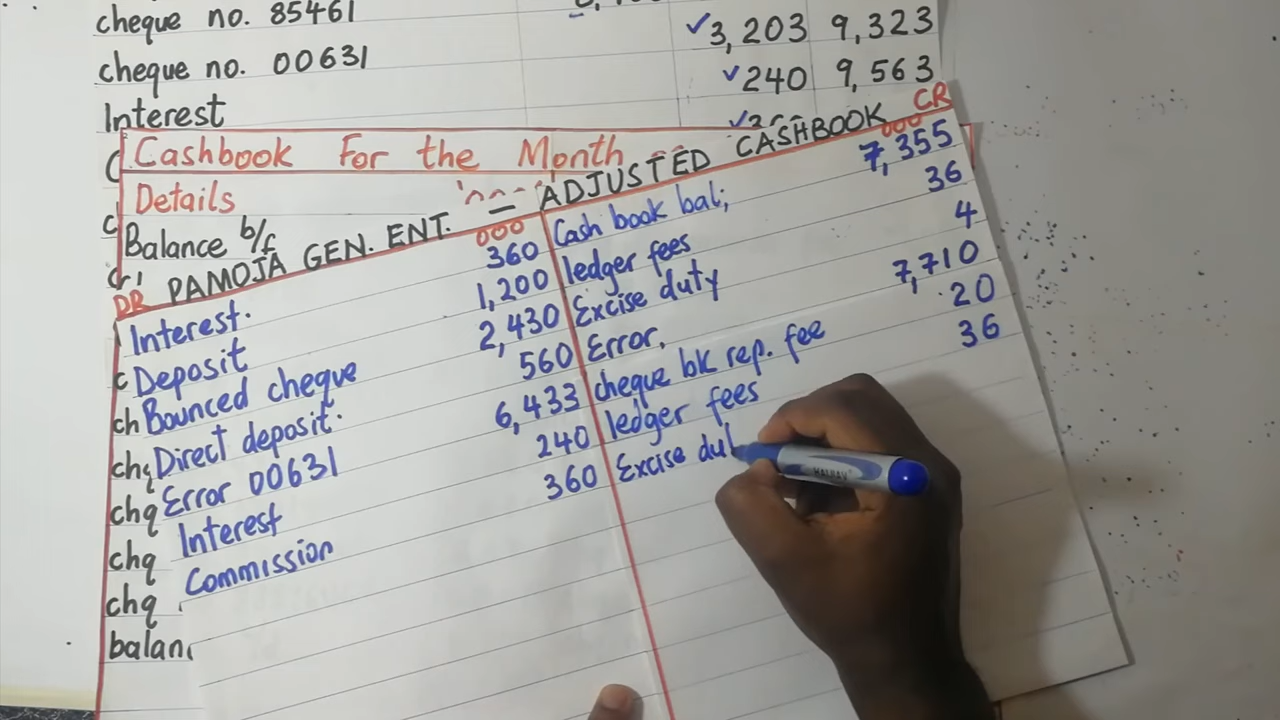 cheque no. 85461
3,203 9,323
cheque no. 00631
240 9,563
Interest
Cashbook For the Month
Details
Balance b/f
DR PAMOJA GEN. ENT. – ADJUSTED CASHBOOK CR
000 000
Interest. 360 Cash book bal; 7,355
Deposit 1,200 ledger fees 36
Bounced cheque 2,430 Excise duty 4
Direct deposit. 560 Error. 7,710
Error 00631 6,433 cheque bk rep. fee 20
Interest 240 ledger fees 36
Commission 360 Excise du
chq
chq
chq
chq
balan